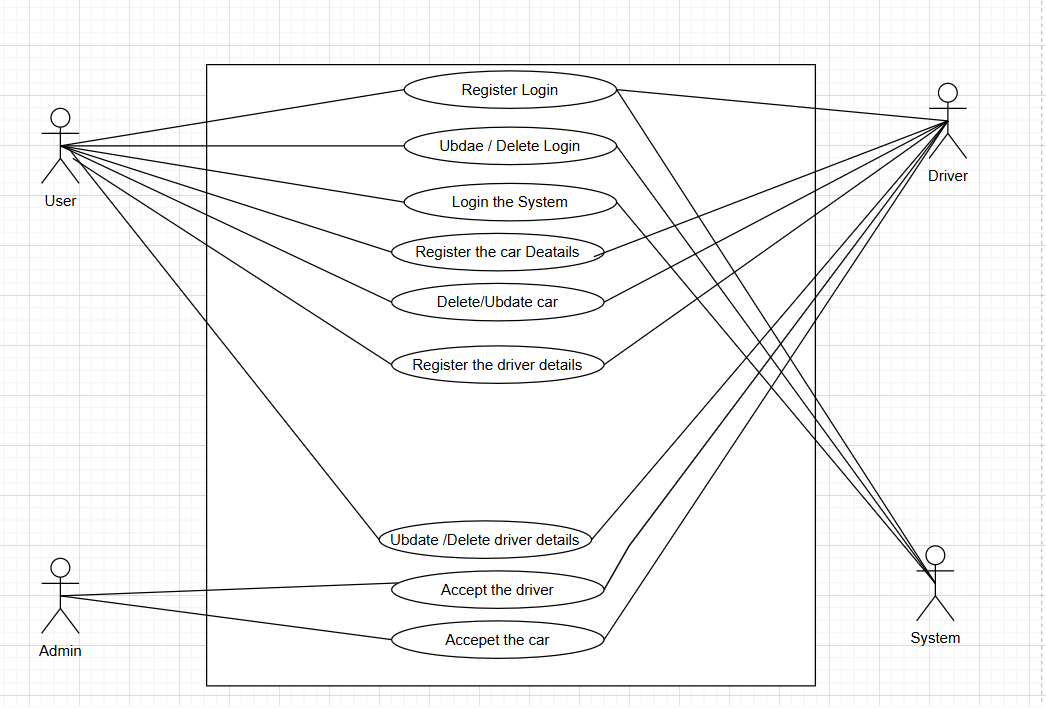 Register Login
Ubdae / Delete Login
Login the System
Register the car Deatails
Delete/Ubdate car
Register the driver details
Ubdate /Delete driver details
Accept the driver
Accepet the car
User
Admin
Driver
System